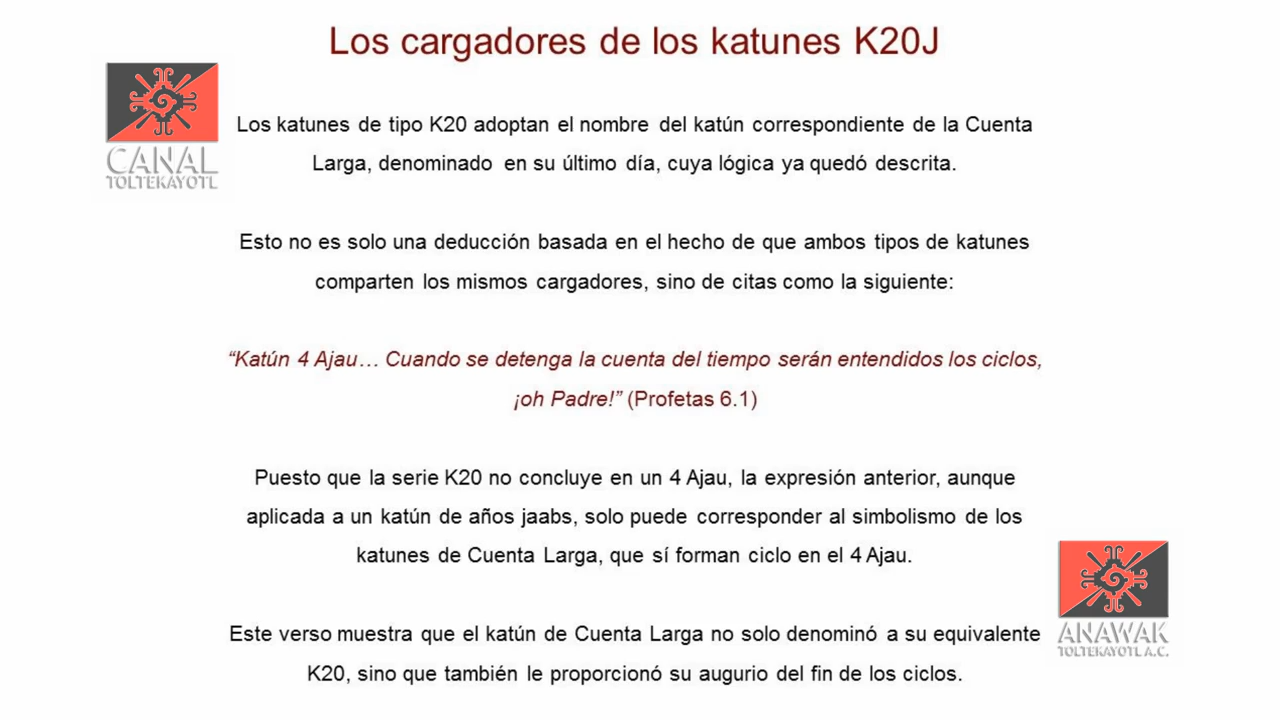 Los cargadores de los katunes K20J
CANAL
TOLTEKAYOTL
Los katunes de tipo K20 adoptan el nombre del katún correspondiente de la Cuenta
Larga, denominado en su último día, cuya lógica ya quedó descrita.
Esto no es solo una deducción basada en el hecho de que ambos tipos de katunes
comparten los mismos cargadores, sino de citas como la siguiente:
“Katún 4 Ajau… Cuando se detenga la cuenta del tiempo serán entendidos los ciclos,
¡oh Padre!” (Profetas 6.1)
Puesto que la serie K20 no concluye en un 4 Ajau, la expresión anterior, aunque
aplicada a un katún de años jaabs, solo puede corresponder al simbolismo de los
katunes de Cuenta Larga, que sí forman ciclo en el 4 Ajau.
Este verso muestra que el katún de Cuenta Larga no solo denominó a su equivalente
K20, sino que también le proporcionó su augurio del fin de los ciclos.
ANAWAK
TOLTEKAYOTL A.C.